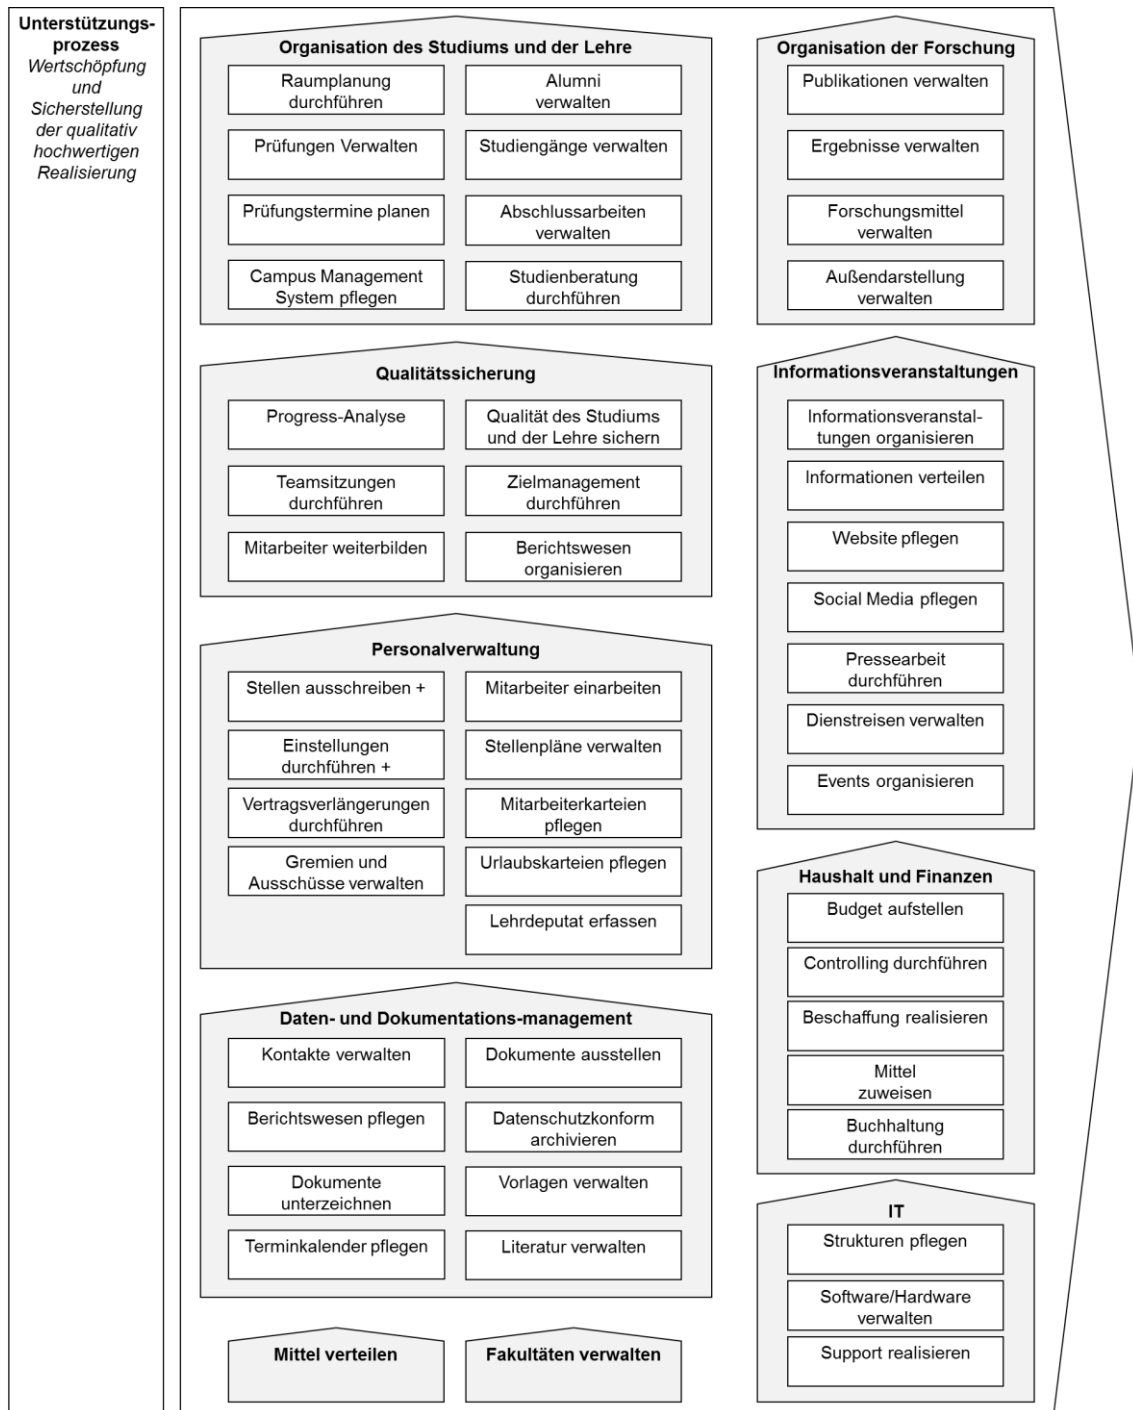 Unterstützungs-
prozess
Wertschöpfung
und
Sicherstellung
der qualitativ
hochwertigen
Realisierung
Organisation des Studiums und der Lehre
Raumplanung
durchführen
Alumni
verwalten
Prüfungen Verwalten
Studiengänge verwalten
Prüfungstermine planen
Abschlussarbeiten
verwalten
Campus Management
System pflegen
Studienberatung
durchführen
Organisation der Forschung
Publikationen verwalten
Ergebnisse verwalten
Forschungsmittel
verwalten
Außendarstellung
verwalten
Qualitätssicherung
Progress-Analyse
Qualität des Studiums
und der Lehre sichern
Teamsitzungen
durchführen
Zielmanagement
durchführen
Mitarbeiter weiterbilden
Berichtswesen
organisieren
Informationsveranstaltungen
Informationsveranstal-
tungen organisieren
Informationen verteilen
Website pflegen
Social Media pflegen
Pressearbeit
durchführen
Dienstreisen verwalten
Events organisieren
Personalverwaltung
Stellen ausschreiben +
Mitarbeiter einarbeiten
Einstellungen
durchführen +
Stellenpläne verwalten
Vertragsverlängerungen
durchführen
Mitarbeiterkarteien
pflegen
Gremien und
Ausschüsse verwalten
Urlaubskarteien pflegen
Lehrdeputat erfassen
Haushalt und Finanzen
Budget aufstellen
Controlling durchführen
Beschaffung realisieren
Mittel
zuweisen
Buchhaltung
durchführen
Daten- und Dokumentations-management
Kontakte verwalten
Dokumente ausstellen
Berichtswesen pflegen
Datenschutzkonform
archivieren
Dokumente
unterzeichnen
Vorlagen verwalten
Terminkalender pflegen
Literatur verwalten
IT
Strukturen pflegen
Software/Hardware
verwalten
Support realisieren
Mittel verteilen
Fakultäten verwalten